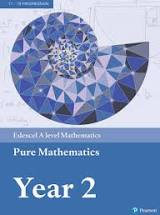 Edexcel A level Mathematics
Pure Mathematics
Year 2
Pearson